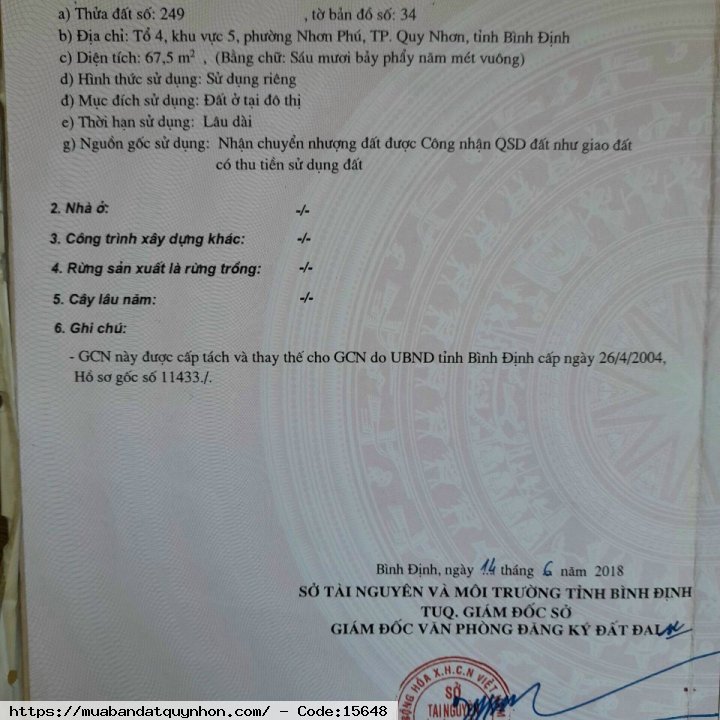 a) Thửa đất số: 249 , tờ bản đồ số: 34
b) Địa chỉ: Tổ 4, khu vực 5, phường Nhơn Phú, TP. Quy Nhơn, tỉnh Bình Định
c) Diện tích: 67,5 m² , (Bằng chữ: Sáu mươi bảy phẩy năm mét vuông)
d) Hình thức sử dụng: Sử dụng riêng
đ) Mục đích sử dụng: Đất ở tại đô thị
e) Thời hạn sử dụng: Lâu dài
g) Nguồn gốc sử dụng: Nhận chuyển nhượng đất được Công nhận QSD đất như giao đất
có thu tiền sử dụng đất
2. Nhà ở: -/-
3. Công trình xây dựng khác: -/-
4. Rừng sản xuất là rừng trồng: -/-
5. Cây lâu năm: -/-
6. Ghi chú:
- GCN này được cấp tách và thay thế cho GCN do UBND tỉnh Bình Định cấp ngày 26/4/2004,
Hồ sơ gốc số 11433./.
Bình Định, ngày 14 tháng 6 năm 2018
SỞ TÀI NGUYÊN VÀ MÔI TRƯỜNG TỈNH BÌNH ĐỊNH
TUQ. GIÁM ĐỐC SỞ
GIÁM ĐỐC VĂN PHÒNG ĐĂNG KÝ ĐẤT ĐAI
HÒA X.H.C.N VIỆT
SỞ
TÀI NGUYÊN
https://muabandatquynhon.com/ - Code:15648